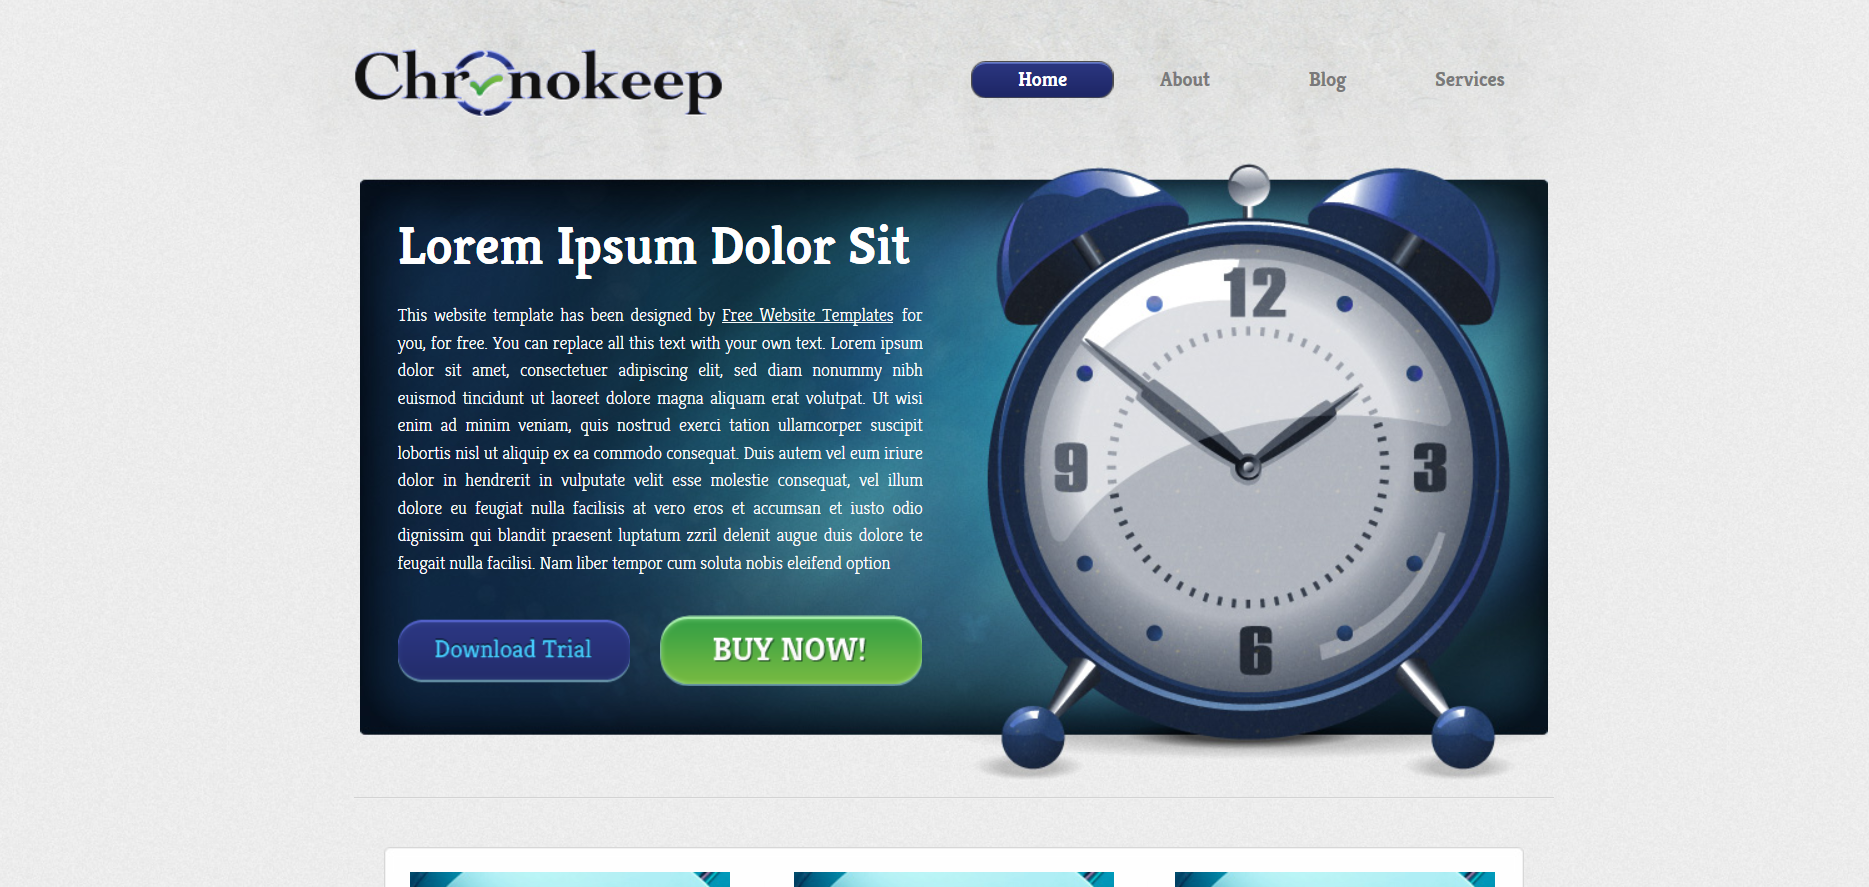 Chronokeep
Home About Blog Services
Lorem Ipsum Dolor Sit
This website template has been designed by Free Website Templates for
you, for free. You can replace all this text with your own text. Lorem ipsum
dolor sit amet, consectetuer adipiscing elit, sed diam nonummy nibh
euismod tincidunt ut laoreet dolore magna aliquam erat volutpat. Ut wisi
enim ad minim veniam, quis nostrud exerci tation ullamcorper suscipit
lobortis nisl ut aliquip ex ea commodo consequat. Duis autem vel eum iriure
dolor in hendrerit in vulputate velit esse molestie consequat, vel illum
dolore eu feugiat nulla facilisis at vero eros et accumsan et iusto odio
dignissim qui blandit praesent luptatum zzril delenit augue duis dolore te
feugait nulla facilisi. Nam liber tempor cum soluta nobis eleifend option
Download Trial
BUY NOW!
12
9
3
6